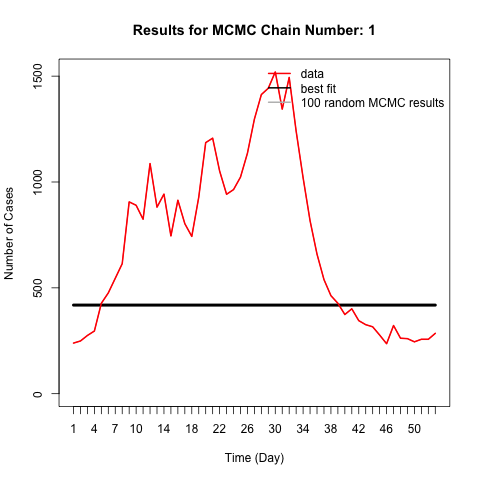 Results for MCMC Chain Number: 1
data
best fit
100 random MCMC results
Number of Cases
1500
1000
500
0
1 4 7 10 14 18 22 26 30 34 38 42 46 50
Time (Day)